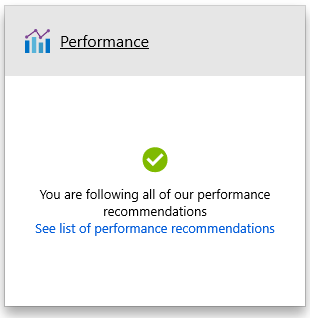 Performance
You are following all of our performance
recommendations
See list of performance recommendations